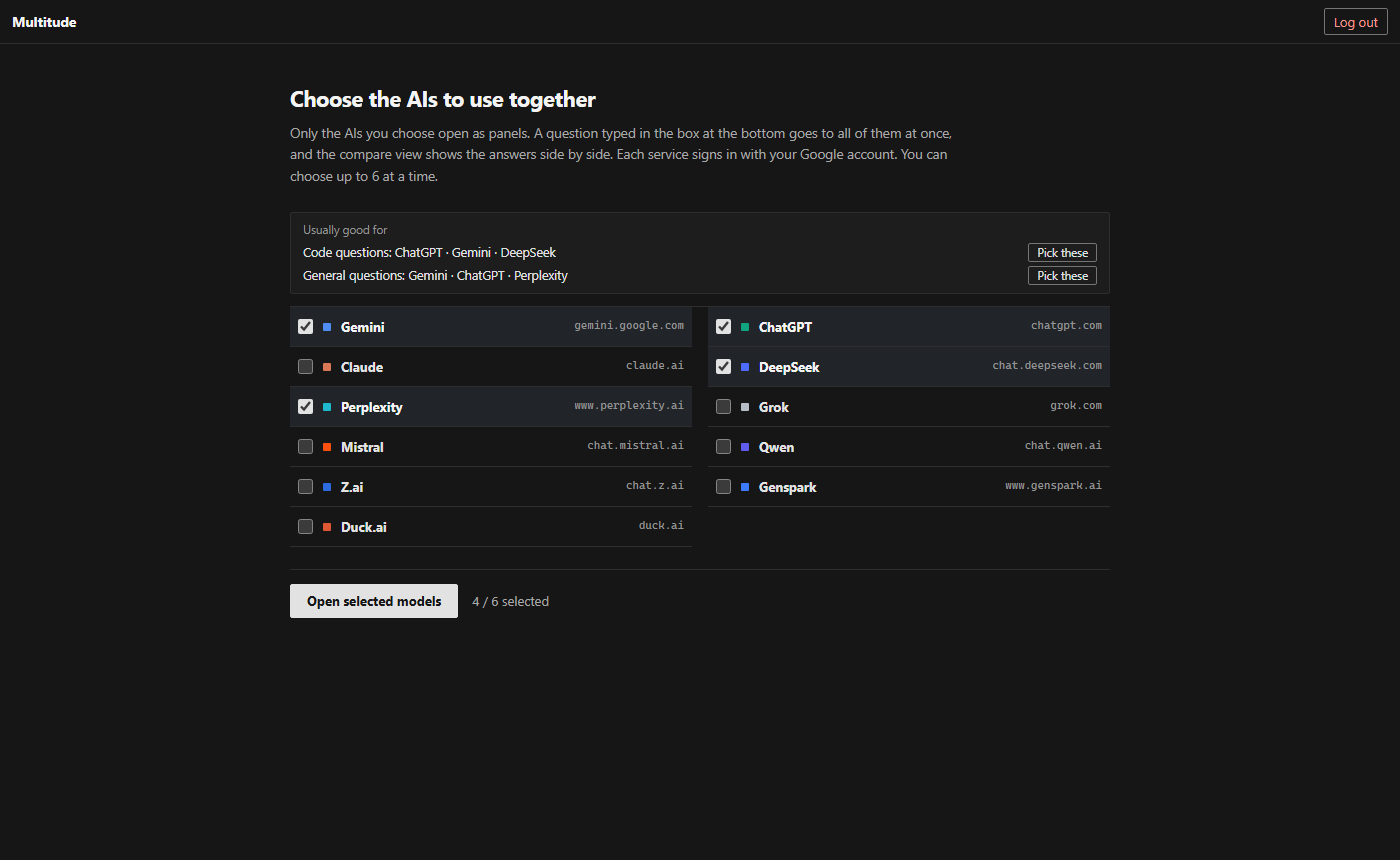 Multitude
Log out
Choose the AIs to use together
Only the AIs you choose open as panels. A question typed in the box at the bottom goes to all of them at once,
and the compare view shows the answers side by side. Each service signs in with your Google account. You can
choose up to 6 at a time.
Usually good for
Code questions: ChatGPT · Gemini · DeepSeek
Pick these
General questions: Gemini · ChatGPT · Perplexity
Pick these
Gemini gemini.google.com
ChatGPT chatgpt.com
Claude claude.ai
DeepSeek chat.deepseek.com
Perplexity www.perplexity.ai
Grok grok.com
Mistral chat.mistral.ai
Qwen chat.qwen.ai
Z.ai chat.z.ai
Genspark www.genspark.ai
Duck.ai duck.ai
Open selected models
4 / 6 selected